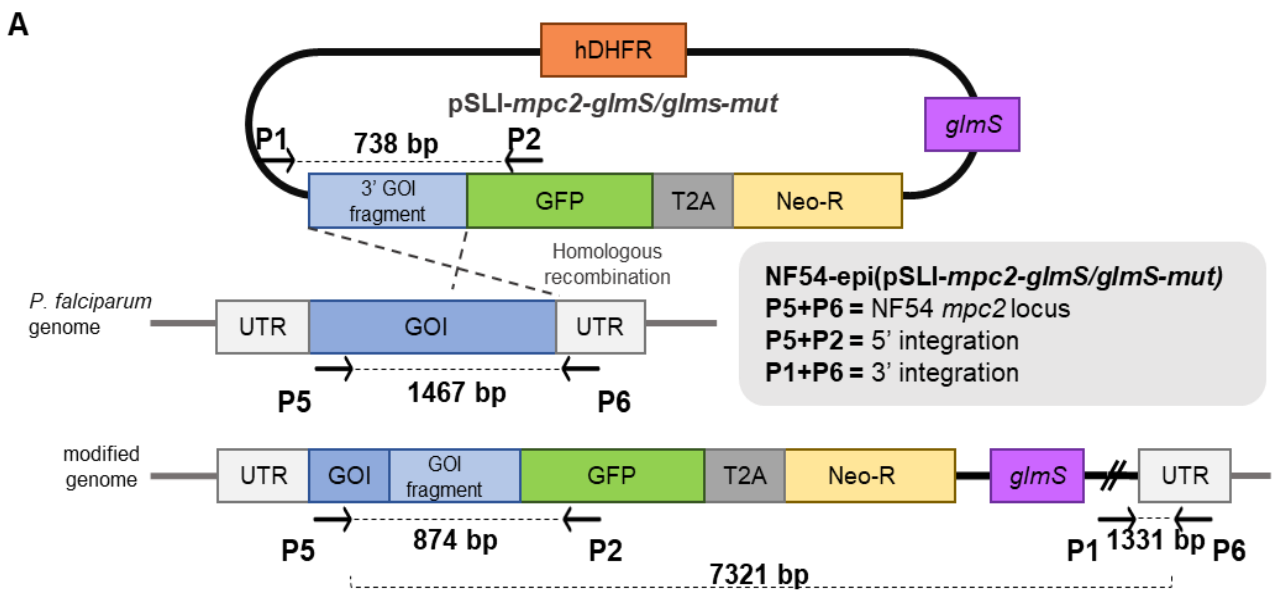 A
hDHFR
pSLI-mpc2-glmS/glms-mut
glmS
P1
738 bp
P2
3' GOI
fragment
GFP
T2A
Neo-R
Homologous
recombination
P. falciparum
genome
UTR
GOI
UTR
P5
1467 bp
P6
NF54-epi(pSLI-mpc2-glmS/glmS-mut)
P5+P6 = NF54 mpc2 locus
P5+P2 = 5' integration
P1+P6 = 3' integration
modified
genome
UTR
GOI
GOI
fragment
GFP
T2A
Neo-R
glmS
UTR
P5
874 bp
P2
P1
1331 bp
P6
7321 bp